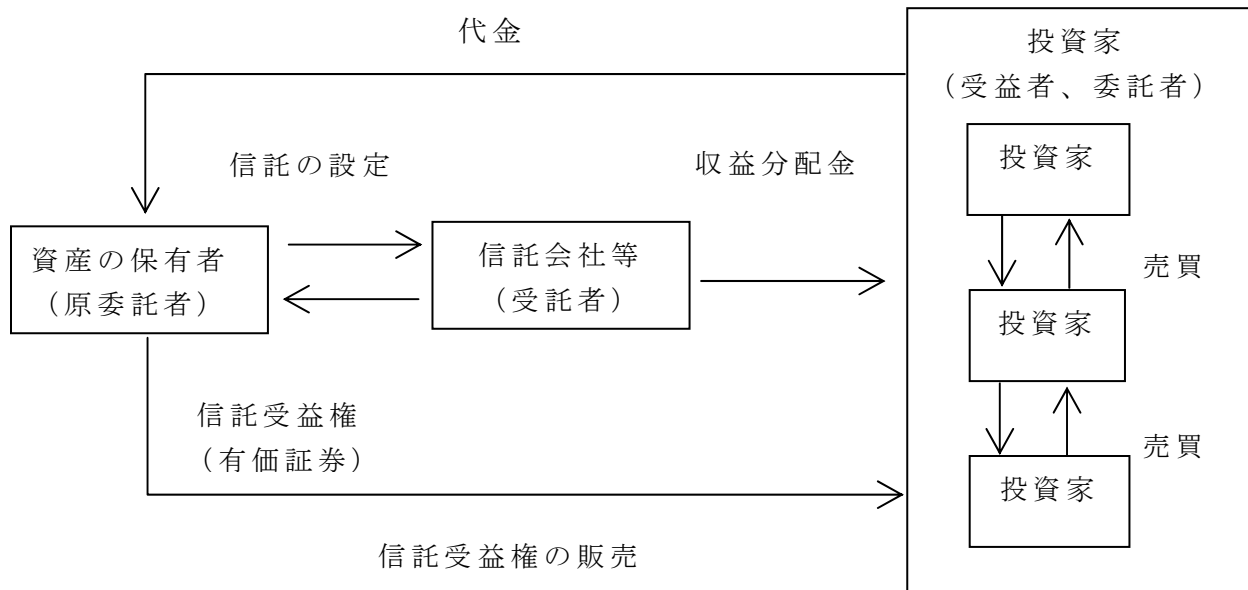 代金
投資家
（受益者、委託者）
投資家
信託の設定
収益分配金
資産の保有者
（原委託者）
信託会社等
（受託者）
売買
投資家
信託受益権
（有価証券）
売買
投資家
信託受益権の販売